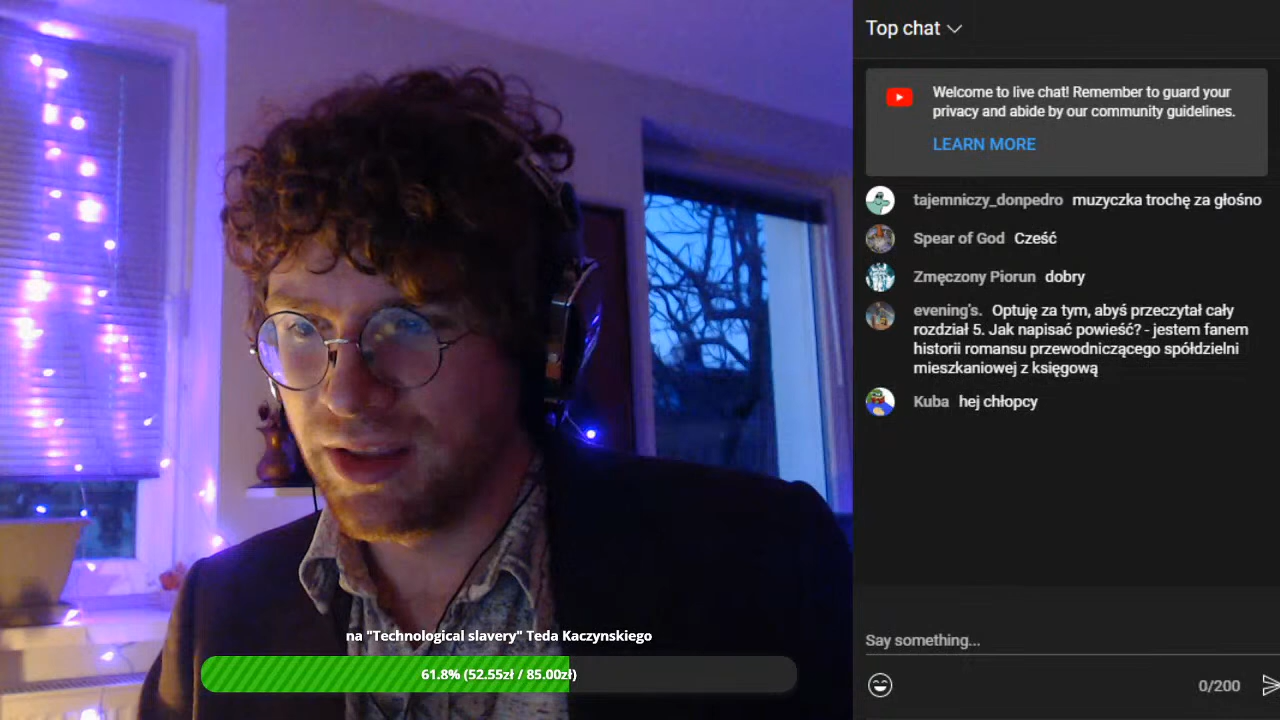 Top chat
Welcome to live chat! Remember to guard your
privacy and abide by our community guidelines.
LEARN MORE
tajemniczy_donpedro muzyczka trochę za głośno
Spear of God Cześć
Zmęczony Piorun dobry
evening's. Optuję za tym, abyś przeczytał cały
rozdział 5. Jak napisać powieść? - jestem fanem
historii romansu przewodniczącego spółdzielni
mieszkaniowej z księgową
Kuba hej chłopcy
na "Technological slavery" Teda Kaczynskiego
61.8% (52.55zł / 85.00zł)
Say something...
0/200